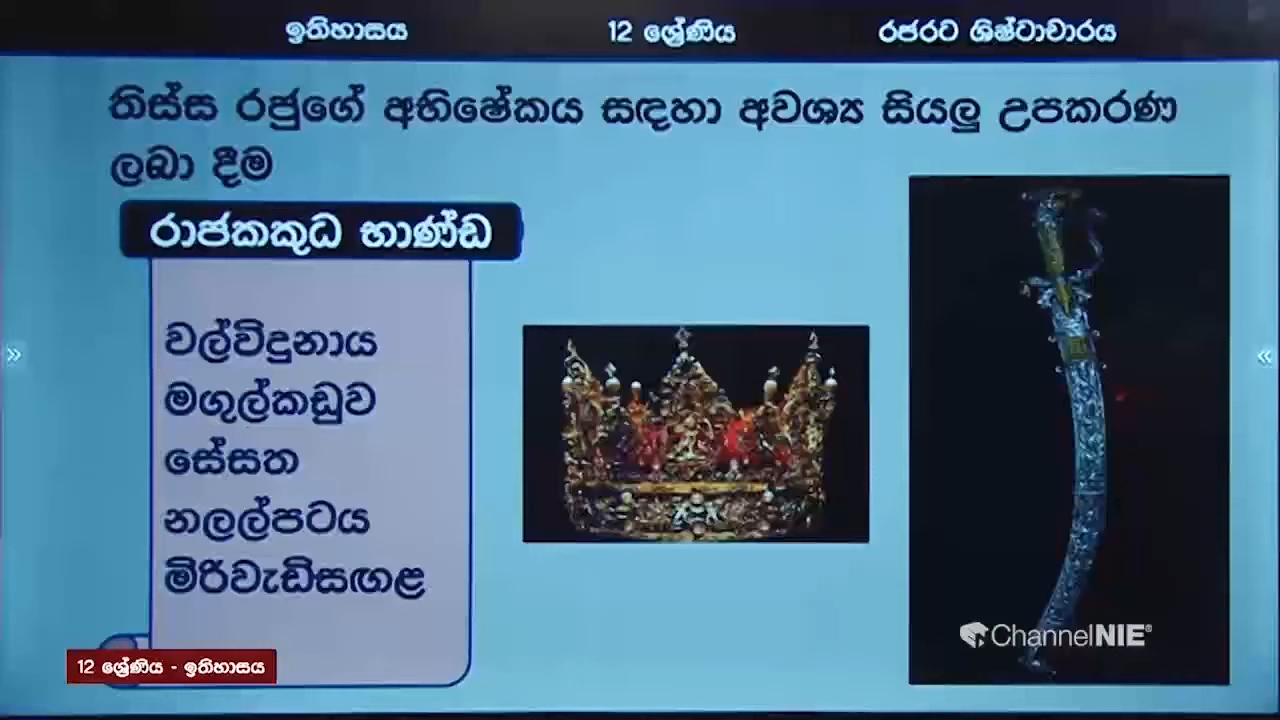 ඉතිහාසය 12 ශ්‍රේණිය රජරට ශිෂ්ටාචාරය
තිස්ස රජුගේ අභිෂේකය සඳහා අවශ්‍ය සියලු උපකරණ
ලබා දීම
රාජකකුධ භාණ්ඩ
වල්විදුනාය
මගුල්කඩුව
සේසත
නලල්පටය
මිරිවැඩිසඟළ
ChannelNIE
12 ශ්‍රේණිය - ඉතිහාසය